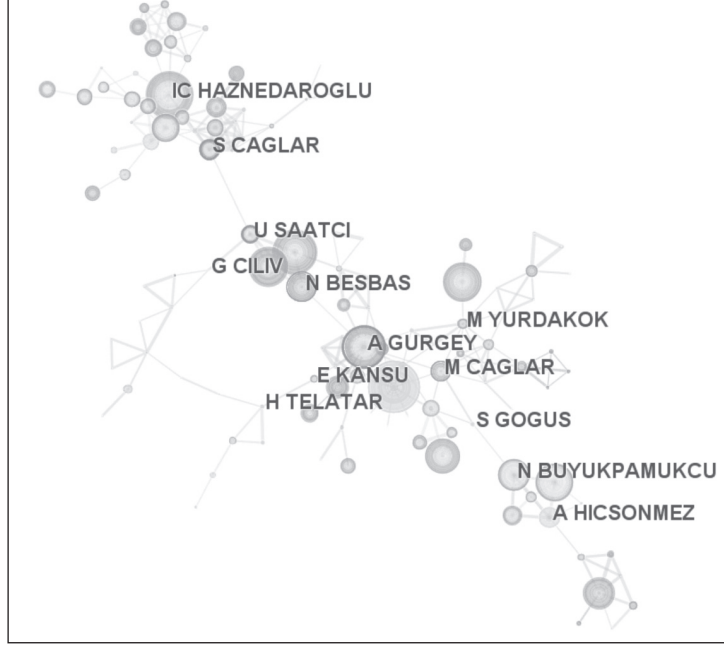 IC HAZNEDAROGLU
S CAGLAR
U SAATCI
G CILIV
N BESBAS
M YURDAKOK
A GURGEY
M CAGLAR
E KANSU
H TELATAR
S GOGUS
N BUYUKPAMUKCU
A HICSONMEZ